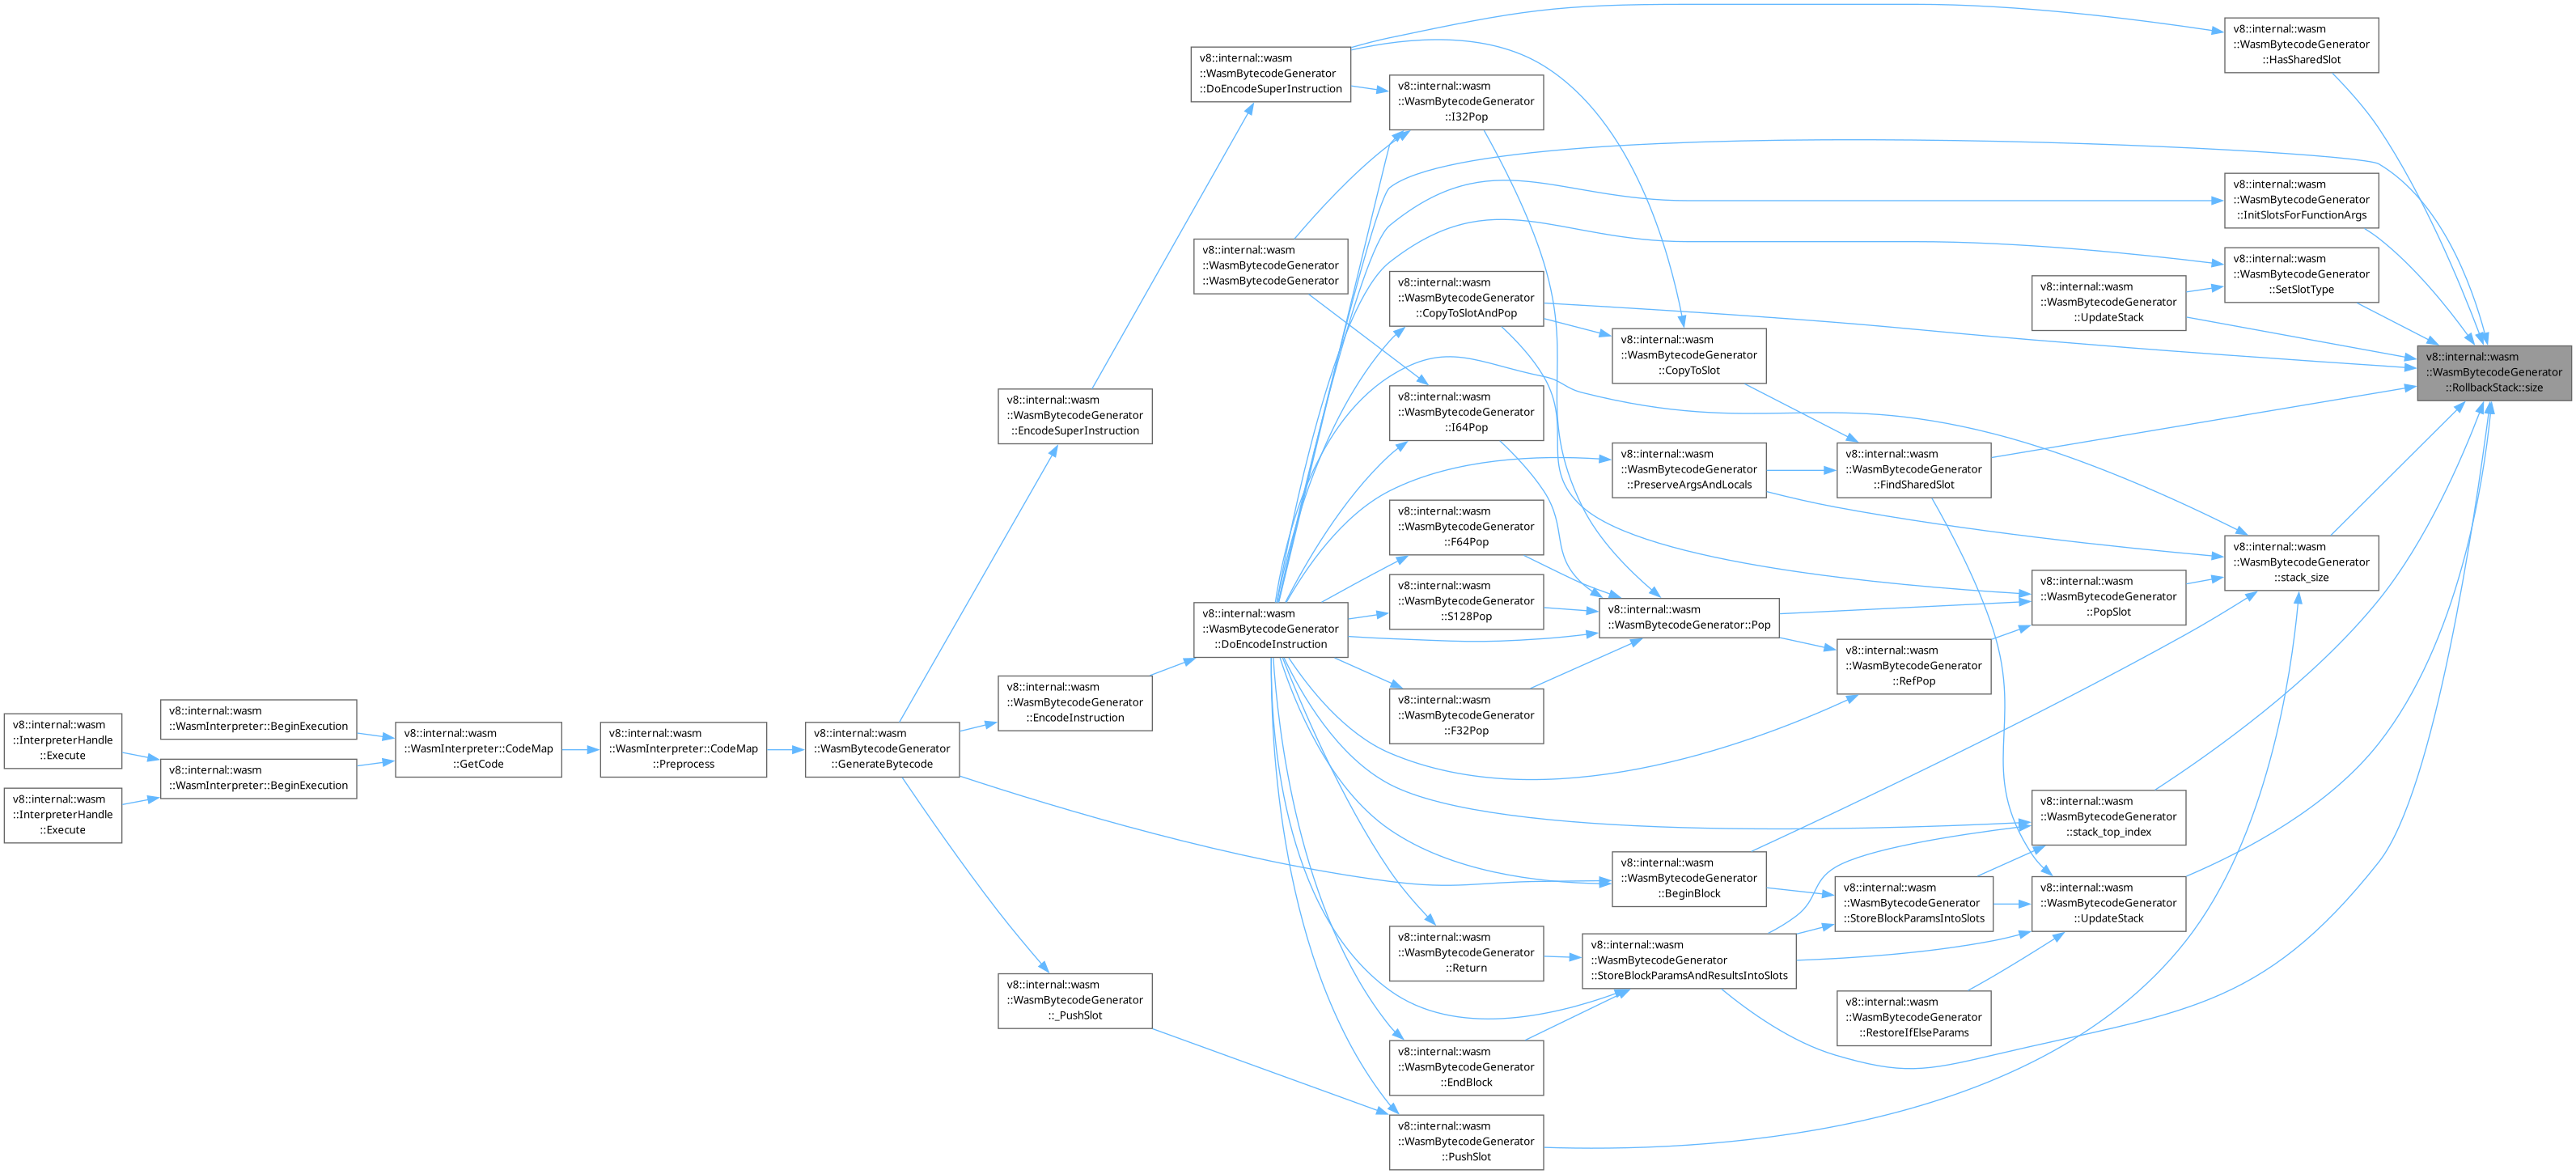 v8::internal::wasm
::InterpreterHandle
::Execute
v8::internal::wasm
::InterpreterHandle
::Execute
v8::internal::wasm
::WasmInterpreter::BeginExecution
v8::internal::wasm
::WasmInterpreter::BeginExecution
v8::internal::wasm
::WasmInterpreter::CodeMap
::GetCode
v8::internal::wasm
::WasmInterpreter::CodeMap
::Preprocess
v8::internal::wasm
::WasmBytecodeGenerator
::GenerateBytecode
v8::internal::wasm
::WasmBytecodeGenerator
::EncodeSuperInstruction
v8::internal::wasm
::WasmBytecodeGenerator
::EncodeInstruction
v8::internal::wasm
::WasmBytecodeGenerator
::_PushSlot
v8::internal::wasm
::WasmBytecodeGenerator
::DoEncodeSuperInstruction
v8::internal::wasm
::WasmBytecodeGenerator
::WasmBytecodeGenerator
v8::internal::wasm
::WasmBytecodeGenerator
::DoEncodeInstruction
v8::internal::wasm
::WasmBytecodeGenerator
::I32Pop
v8::internal::wasm
::WasmBytecodeGenerator
::CopyToSlotAndPop
v8::internal::wasm
::WasmBytecodeGenerator
::I64Pop
v8::internal::wasm
::WasmBytecodeGenerator
::F64Pop
v8::internal::wasm
::WasmBytecodeGenerator
::S128Pop
v8::internal::wasm
::WasmBytecodeGenerator
::F32Pop
v8::internal::wasm
::WasmBytecodeGenerator
::Return
v8::internal::wasm
::WasmBytecodeGenerator
::EndBlock
v8::internal::wasm
::WasmBytecodeGenerator
::PushSlot
v8::internal::wasm
::WasmBytecodeGenerator
::CopyToSlot
v8::internal::wasm
::WasmBytecodeGenerator
::PreserveArgsAndLocals
v8::internal::wasm
::WasmBytecodeGenerator::Pop
v8::internal::wasm
::WasmBytecodeGenerator
::BeginBlock
v8::internal::wasm
::WasmBytecodeGenerator
::StoreBlockParamsAndResultsIntoSlots
v8::internal::wasm
::WasmBytecodeGenerator
::FindSharedSlot
v8::internal::wasm
::WasmBytecodeGenerator
::RefPop
v8::internal::wasm
::WasmBytecodeGenerator
::StoreBlockParamsIntoSlots
v8::internal::wasm
::WasmBytecodeGenerator
::RestoreIfElseParams
v8::internal::wasm
::WasmBytecodeGenerator
::UpdateStack
v8::internal::wasm
::WasmBytecodeGenerator
::PopSlot
v8::internal::wasm
::WasmBytecodeGenerator
::stack_top_index
v8::internal::wasm
::WasmBytecodeGenerator
::UpdateStack
v8::internal::wasm
::WasmBytecodeGenerator
::HasSharedSlot
v8::internal::wasm
::WasmBytecodeGenerator
::InitSlotsForFunctionArgs
v8::internal::wasm
::WasmBytecodeGenerator
::SetSlotType
v8::internal::wasm
::WasmBytecodeGenerator
::stack_size
v8::internal::wasm
::WasmBytecodeGenerator
::RollbackStack::size